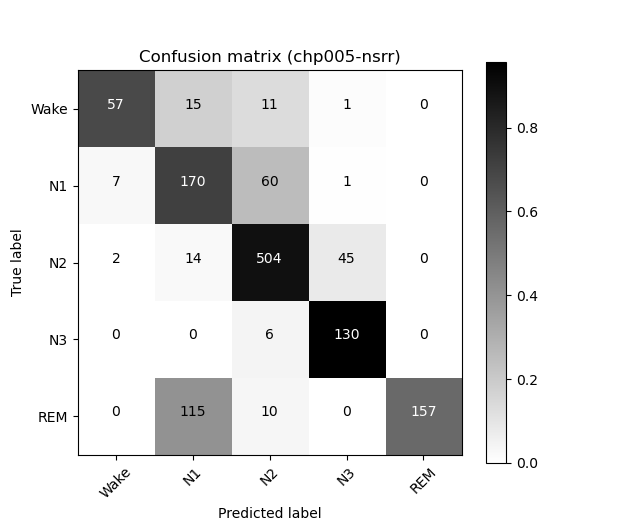 Confusion matrix (chp005-nsrr)
True label
Wake 57 15 11 1 0
N1 7 170 60 1 0
N2 2 14 504 45 0
N3 0 0 6 130 0
REM 0 115 10 0 157
Wake N1 N2 N3 REM
Predicted label
0.8
0.6
0.4
0.2
0.0